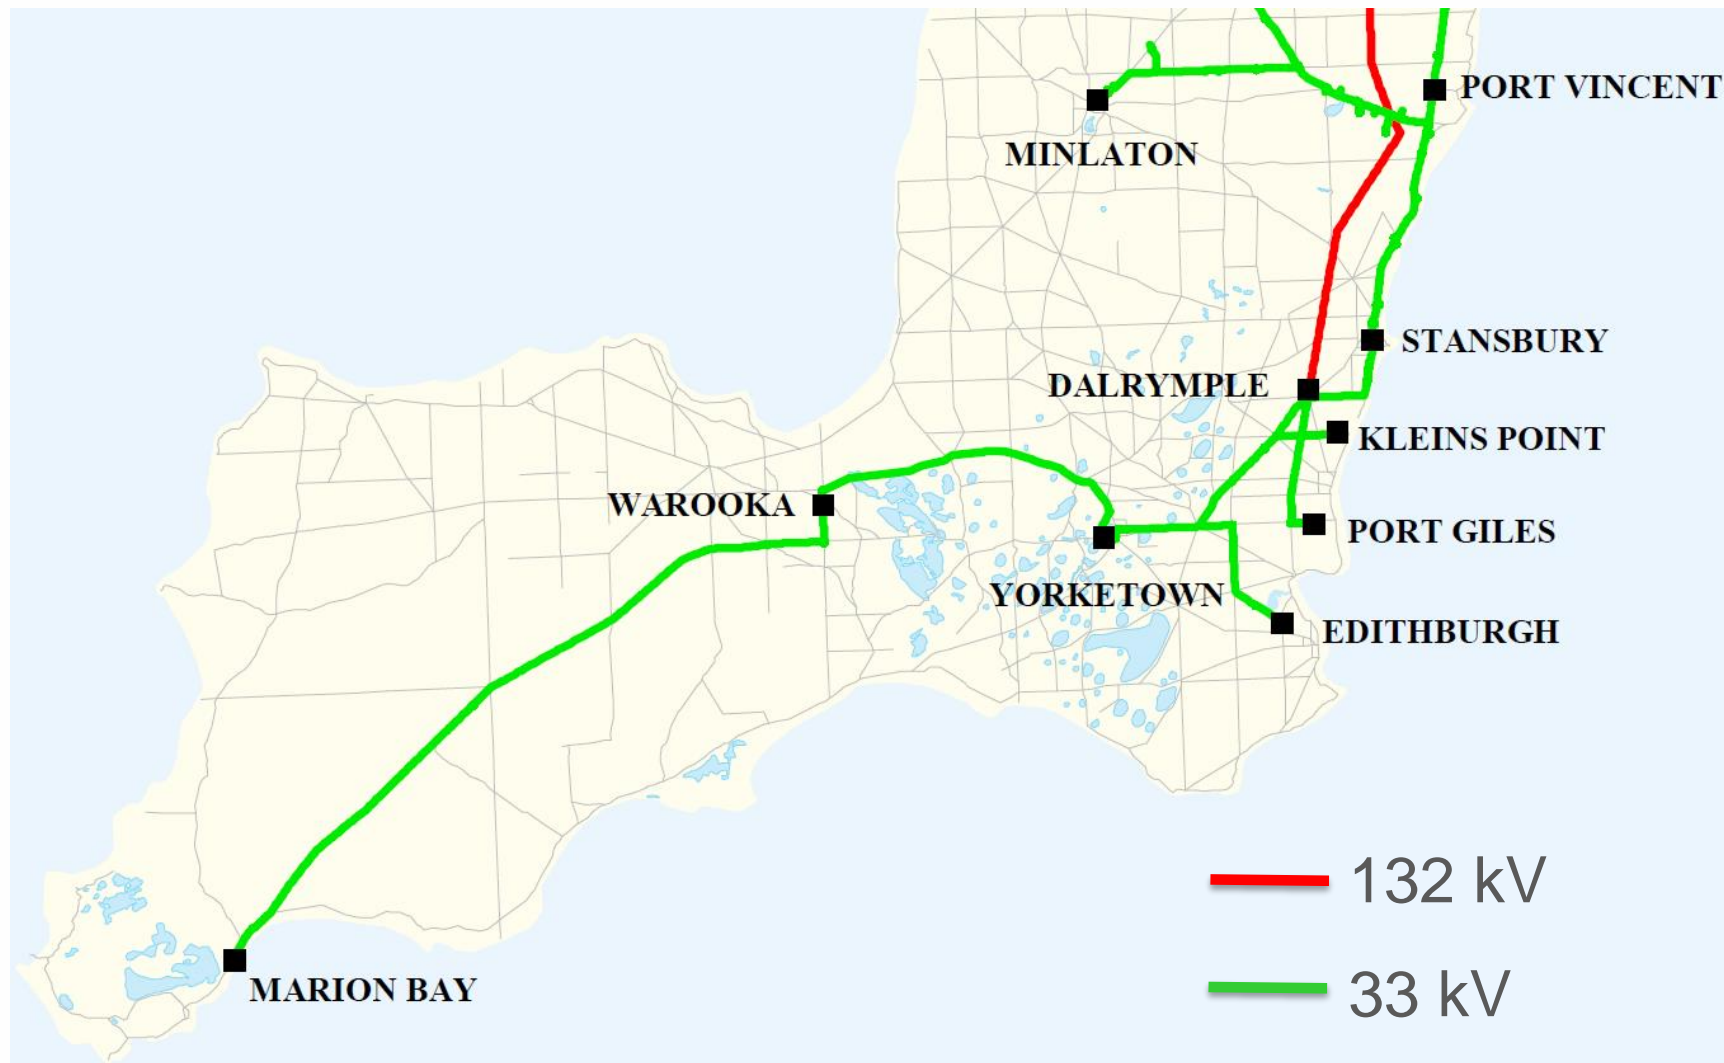 PORT VINCENT
MINLATON
STANSBURY
DALRYMPLE
KLEINS POINT
WAROOKA
PORT GILES
YORKETOWN
EDITHBURGH
132 kV
MARION BAY
33 kV